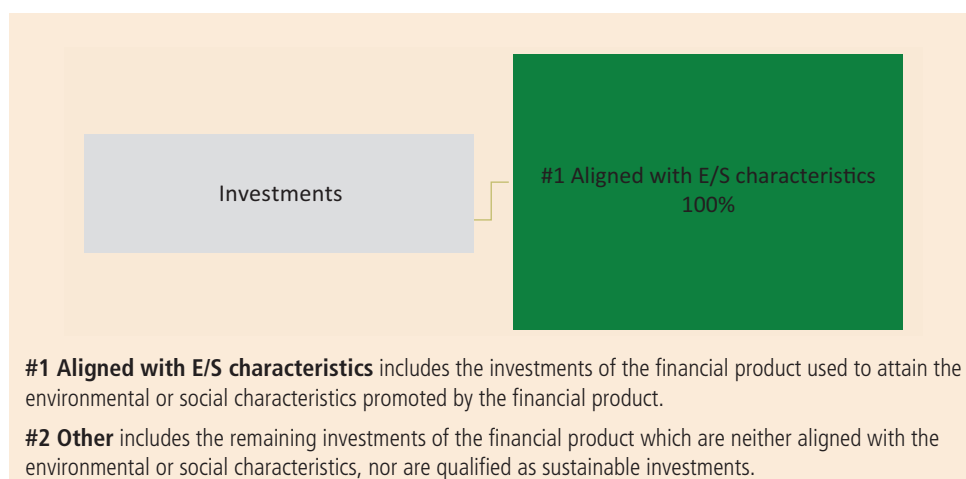 Investments
#1 Aligned with E/S characteristics
100%
#1 Aligned with E/S characteristics includes the investments of the financial product used to attain the
environmental or social characteristics promoted by the financial product.
#2 Other includes the remaining investments of the financial product which are neither aligned with the
environmental or social characteristics, nor are qualified as sustainable investments.